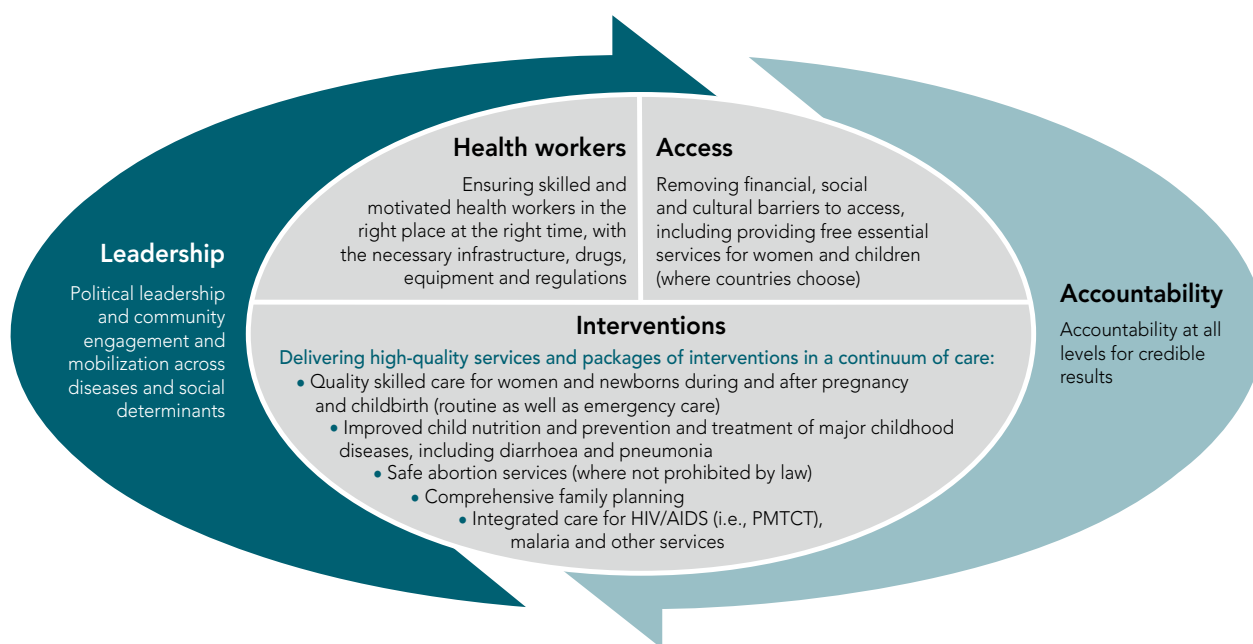 Leadership
Political leadership
and community
engagement and
mobilization across
diseases and social
determinants
Health workers
Ensuring skilled and
motivated health workers in the
right place at the right time, with
the necessary infrastructure, drugs,
equipment and regulations
Access
Removing financial, social
and cultural barriers to access,
including providing free essential
services for women and children
(where countries choose)
Interventions
Delivering high-quality services and packages of interventions in a continuum of care:
• Quality skilled care for women and newborns during and after pregnancy
and childbirth (routine as well as emergency care)
• Improved child nutrition and prevention and treatment of major childhood
diseases, including diarrhoea and pneumonia
• Safe abortion services (where not prohibited by law)
• Comprehensive family planning
• Integrated care for HIV/AIDS (i.e., PMTCT),
malaria and other services
Accountability
Accountability at all
levels for credible
results